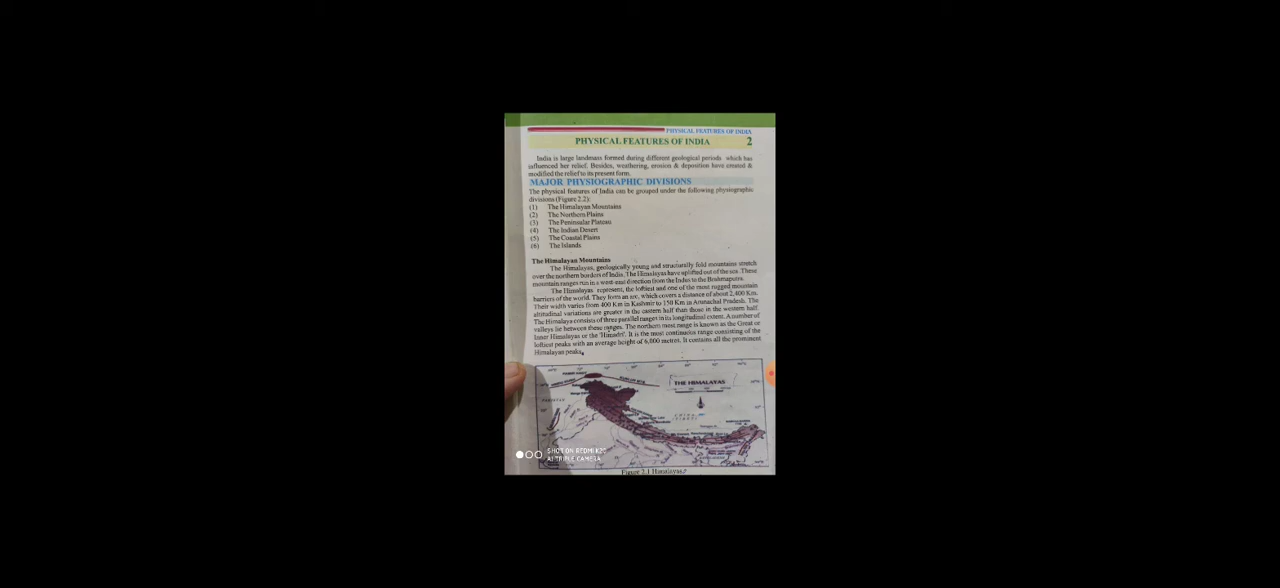 PHYSICAL FEATURES OF INDIA
PHYSICAL FEATURES OF INDIA 2
India is large landmass formed during different geological periods which has
influenced her relief. Besides, weathering, erosion & deposition have created &
modified the relief to its present form.
MAJOR PHYSIOGRAPHIC DIVISIONS
The physical features of India can be grouped under the following physiographic
divisions (Figure 2.2):
(1) The Himalayan Mountains
(2) The Northern Plains
(3) The Peninsular Plateau
(4) The Indian Desert
(5) The Coastal Plains
(6) The Islands
The Himalayan Mountains
The Himalayas, geologically young and structurally fold mountains stretch
over the northern borders of India. The Himalayas have uplifted out of the sea. These
mountain ranges run in a west-east direction from the Indus to the Brahmaputra.
The Himalayas represent, the loftiest and one of the most rugged mountain
barriers of the world. They form an arc, which covers a distance of about 2,400 Km.
Their width varies from 400 Km in Kashmir to 150 Km in Arunachal Pradesh. The
altitudinal variations are greater in the eastern half than those in the western half.
The Himalaya consists of three parallel ranges in its longitudinal extent. A number of
valleys lie between these ranges. The northern most range is known as the Great or
Inner Himalayas or the 'Himadri'. It is the most continuous range consisting of the
loftiest peaks with an average height of 6,000 metres. It contains all the prominent
Himalayan peaks.
THE HIMALAYAS
SHOT ON REDMI K20
AI TRIPLE CAMERA
Figure 2.1 Himalayas